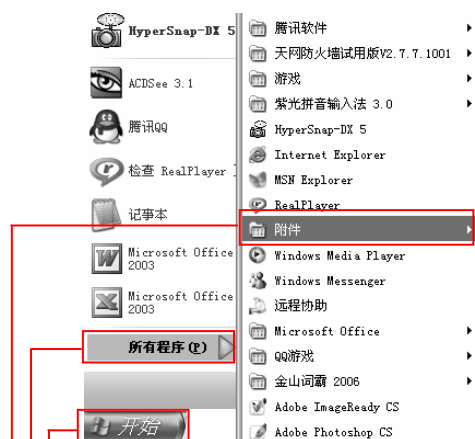 HyperSnap-DX 5
ACDSee 3.1
腾讯QQ
检查 RealPlayer
记事本
Microsoft Office
2003
Microsoft Office
2003
所有程序(P)
开始
腾讯软件
天网防火墙试用版V2.7.7.1001
游戏
紫光拼音输入法 3.0
HyperSnap-DX 5
Internet Explorer
MSN Explorer
RealPlayer
附件
Windows Media Player
Windows Messenger
远程协助
Microsoft Office
QQ游戏
金山词霸 2006
Adobe ImageReady CS
Adobe Photoshop CS